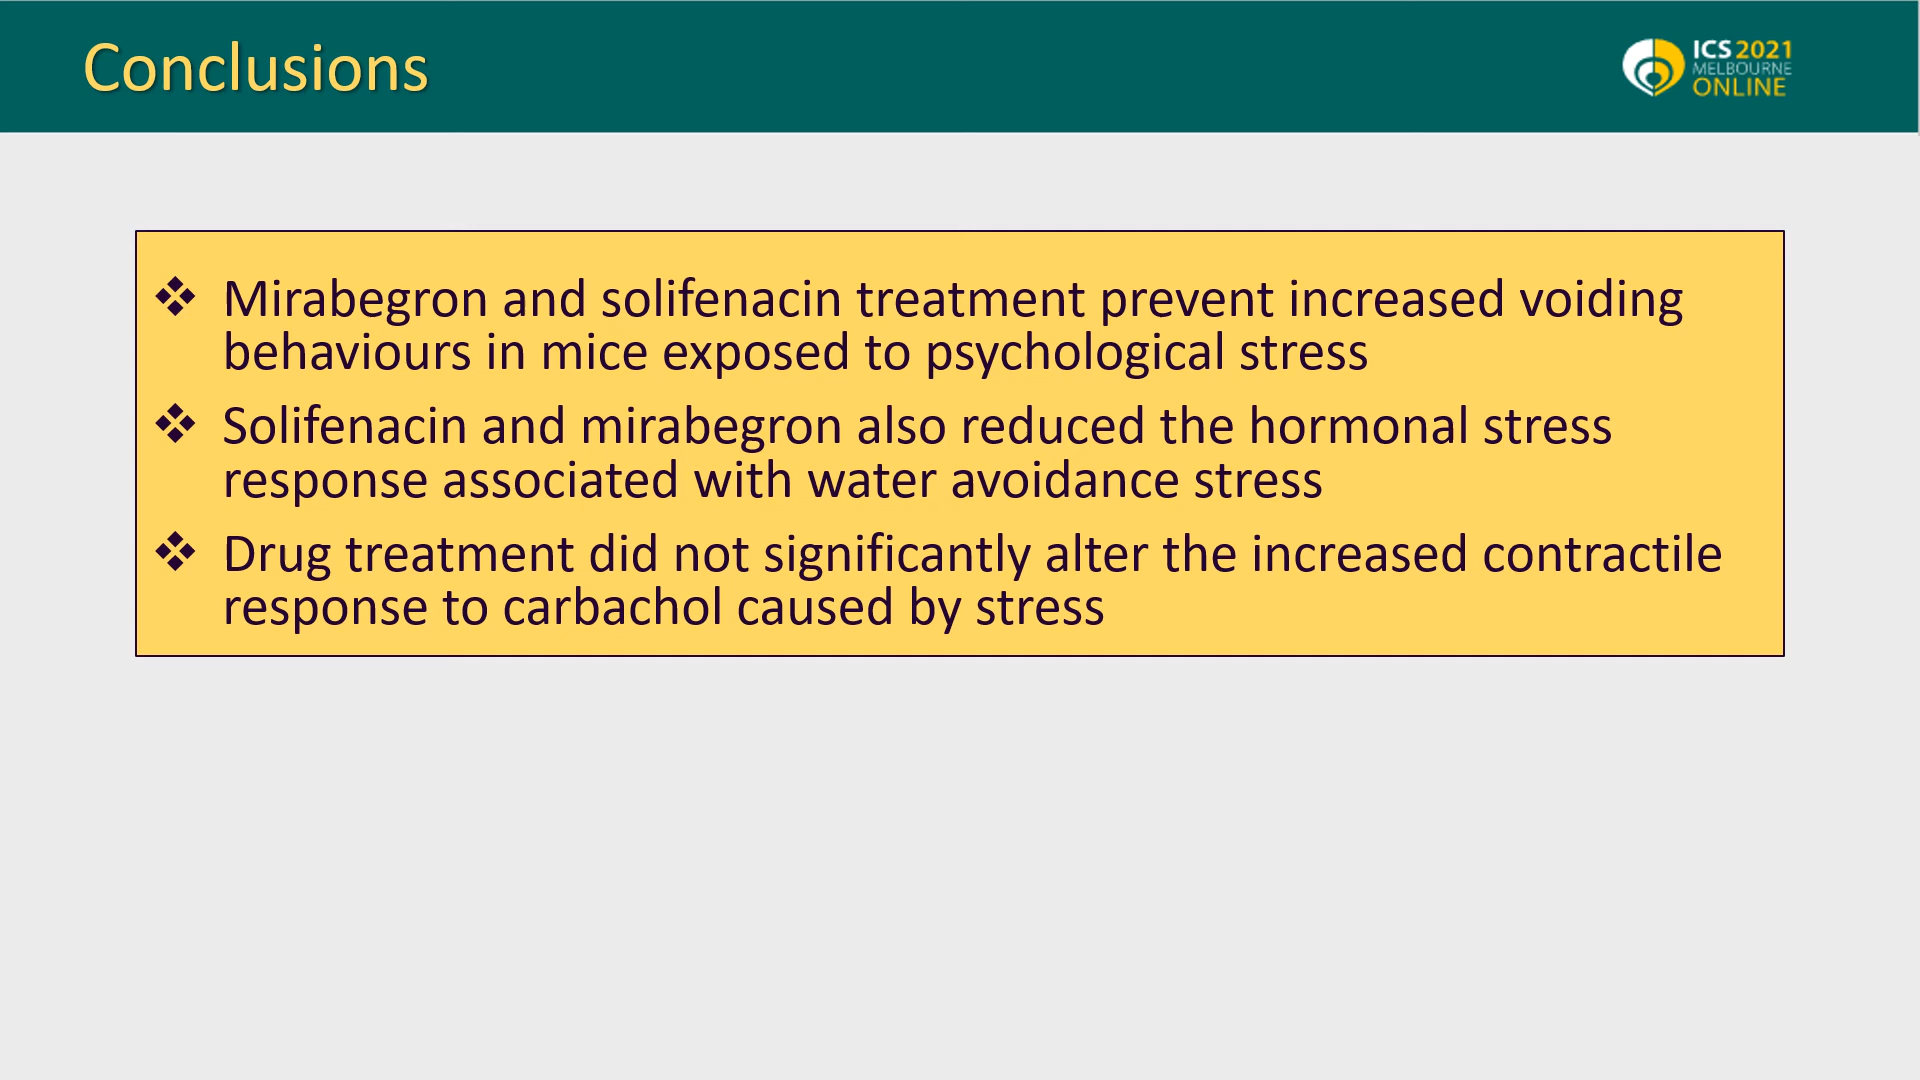 Conclusions
ICS 2021
MELBOURNE
ONLINE
❖ Mirabegron and solifenacin treatment prevent increased voiding
behaviours in mice exposed to psychological stress
❖ Solifenacin and mirabegron also reduced the hormonal stress
response associated with water avoidance stress
❖ Drug treatment did not significantly alter the increased contractile
response to carbachol caused by stress